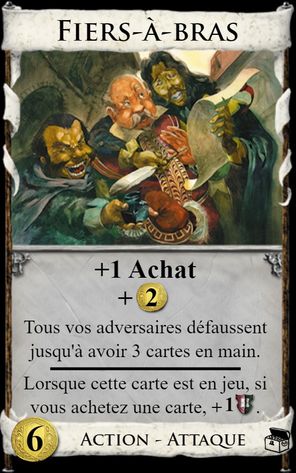 FIERS-À-BRAS
+1 Achat
+ 2
Tous vos adversaires défaussent
jusqu'à avoir 3 cartes en main.
Lorsque cette carte est en jeu, si
vous achetez une carte, +1 .
6 ACTION - ATTAQUE